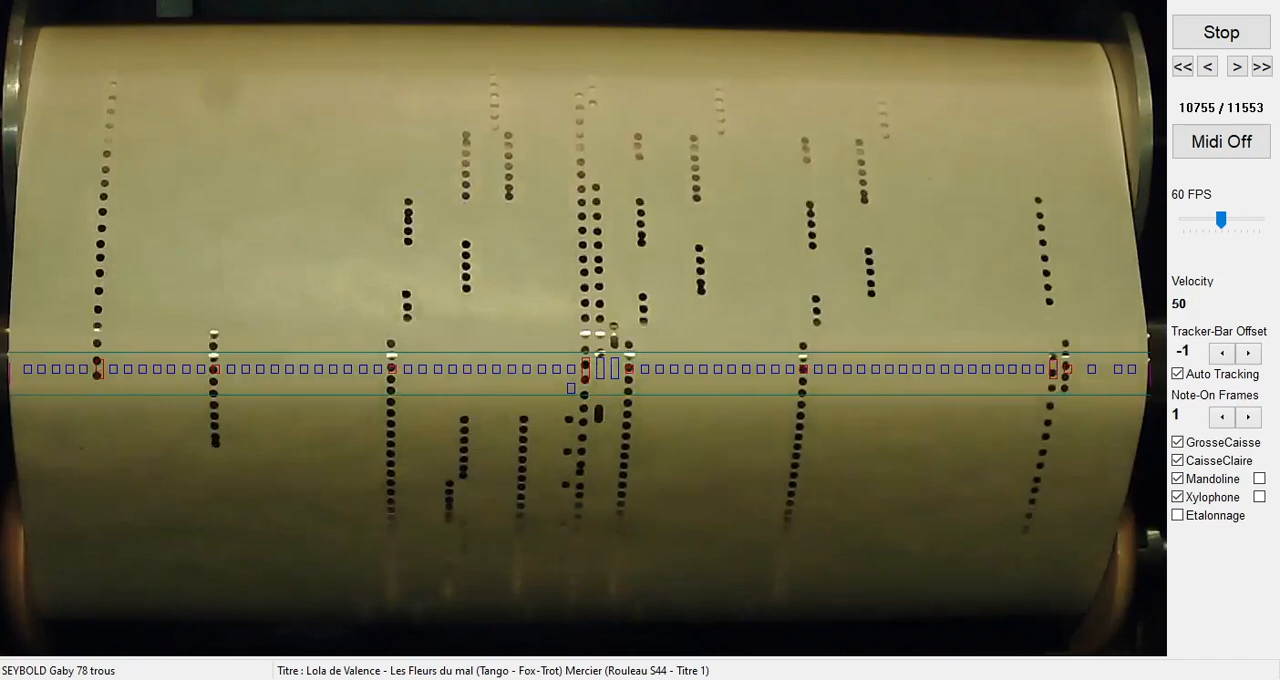 Stop
<< < > >>
10755 / 11553
Midi Off
60 FPS
Velocity
50
Tracker-Bar Offset
-1
Auto Tracking
Note-On Frames
1
GrosseCaisse
CaisseClaire
Mandoline
Xylophone
Etalonnage
SEYBOLD Gaby 78 trous
Titre : Lola de Valence - Les Fleurs du mal (Tango - Fox-Trot) Mercier (Rouleau S44 - Titre 1)